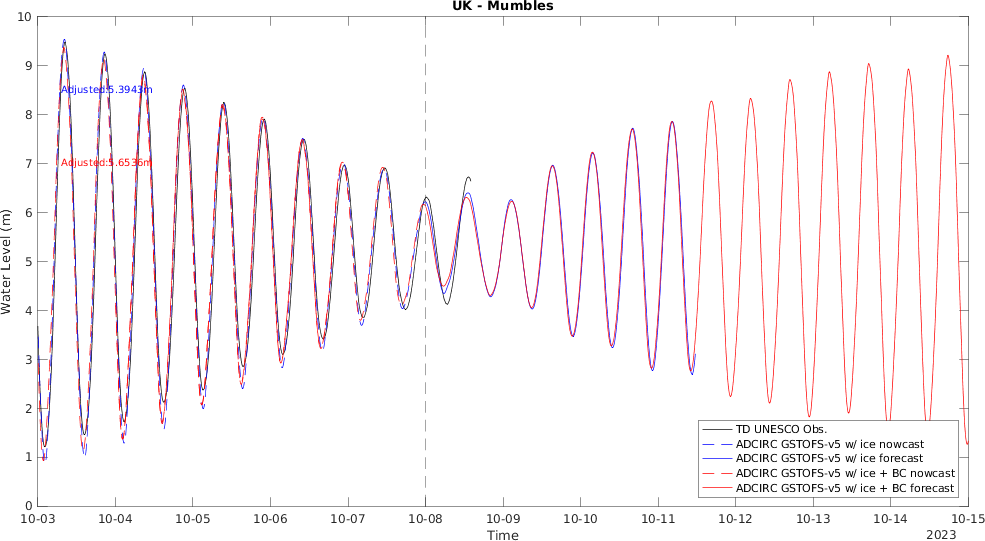 UK - Mumbles
10
9
8
7
6
5
4
3
2
1
0
Water Level (m)
Adjusted:5.3943m
Adjusted:5.6536m
TD UNESCO Obs.
ADCIRC GSTOFS-v5 w/ ice nowcast
ADCIRC GSTOFS-v5 w/ ice forecast
ADCIRC GSTOFS-v5 w/ ice + BC nowcast
ADCIRC GSTOFS-v5 w/ ice + BC forecast
10-03 10-04 10-05 10-06 10-07 10-08 10-09 10-10 10-11 10-12 10-13 10-14 10-15
Time
2023